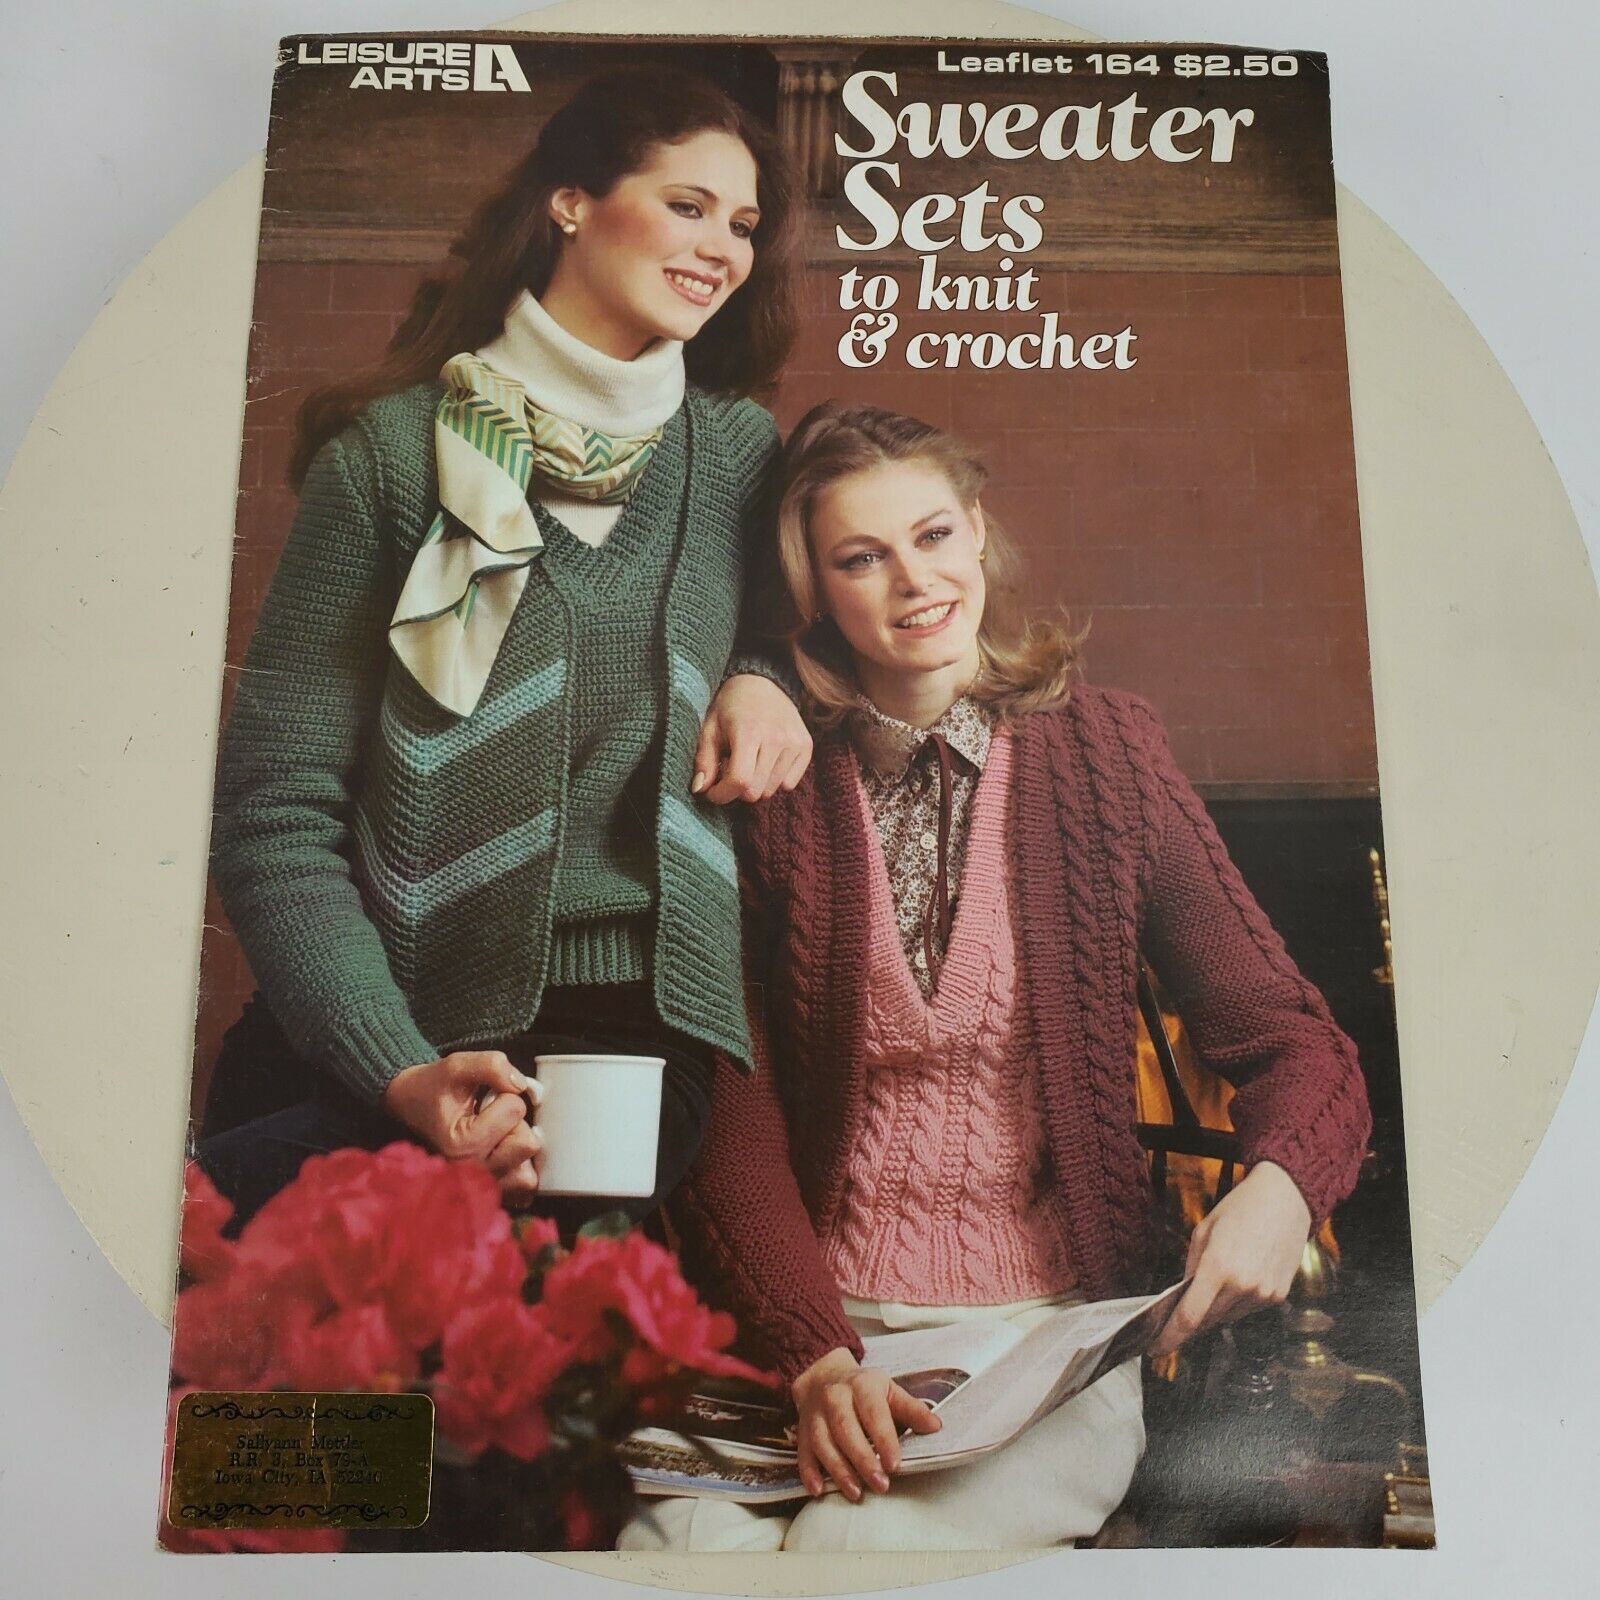 LEISURE
ARTS
Leaflet 164 $2.50
Sweater
Sets
to knit
& crochet
Sallyann Mettler
R.R. 3, Box 79-A
Iowa City, IA 52240